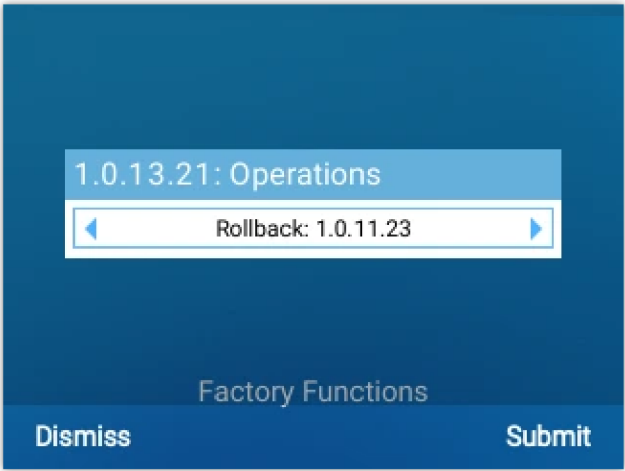 1.0.13.21: Operations
Rollback: 1.0.11.23
Factory Functions
Dismiss
Submit